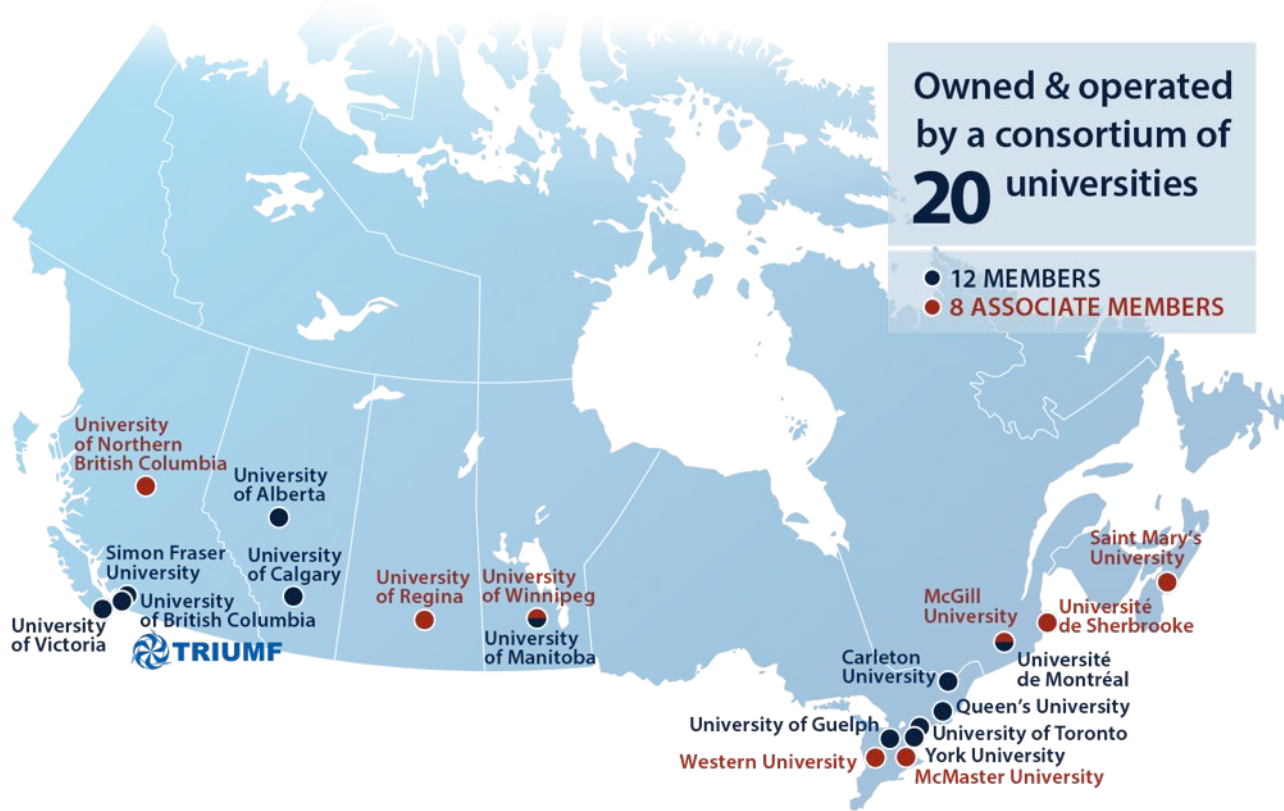 Owned & operated
by a consortium of
20 universities
12 MEMBERS
8 ASSOCIATE MEMBERS
University
of Northern
British Columbia
University
of Alberta
Simon Fraser
University
University
of Calgary
University
of British Columbia
University
of Victoria
TRIUMF
University
of Regina
University
of Winnipeg
University
of Manitoba
Saint Mary's
University
McGill
University
Université
de Sherbrooke
Carleton
University
Université
de Montréal
Queen's University
University of Guelph
University of Toronto
York University
Western University
McMaster University